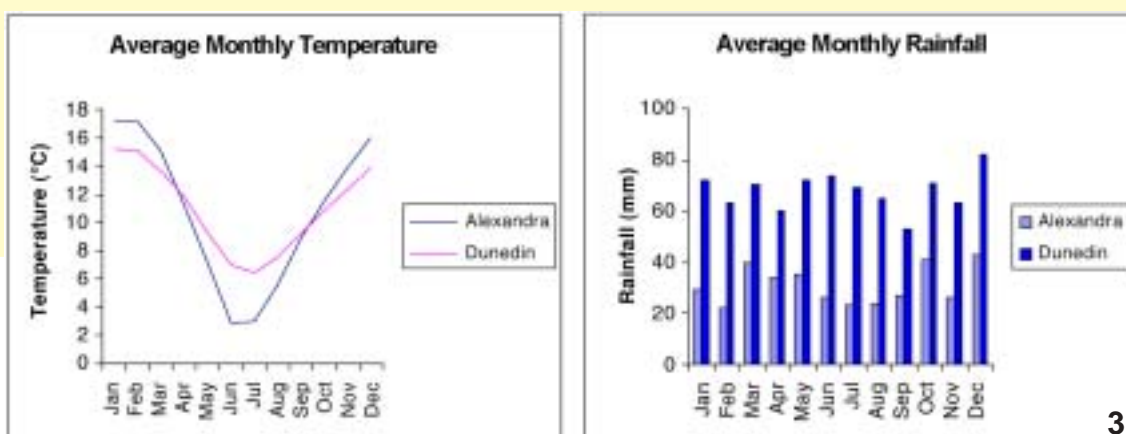 Average Monthly Temperature
Temperature (°C)
18
16
14
12
10
8
6
4
2
0
Jan
Feb
Mar
Apr
May
Jun
Jul
Aug
Sep
Oct
Nov
Dec
Alexandra
Dunedin
Average Monthly Rainfall
Rainfall (mm)
100
80
60
40
20
0
Jan
Feb
Mar
Apr
May
Jun
Jul
Aug
Sep
Oct
Nov
Dec
Alexandra
Dunedin
3